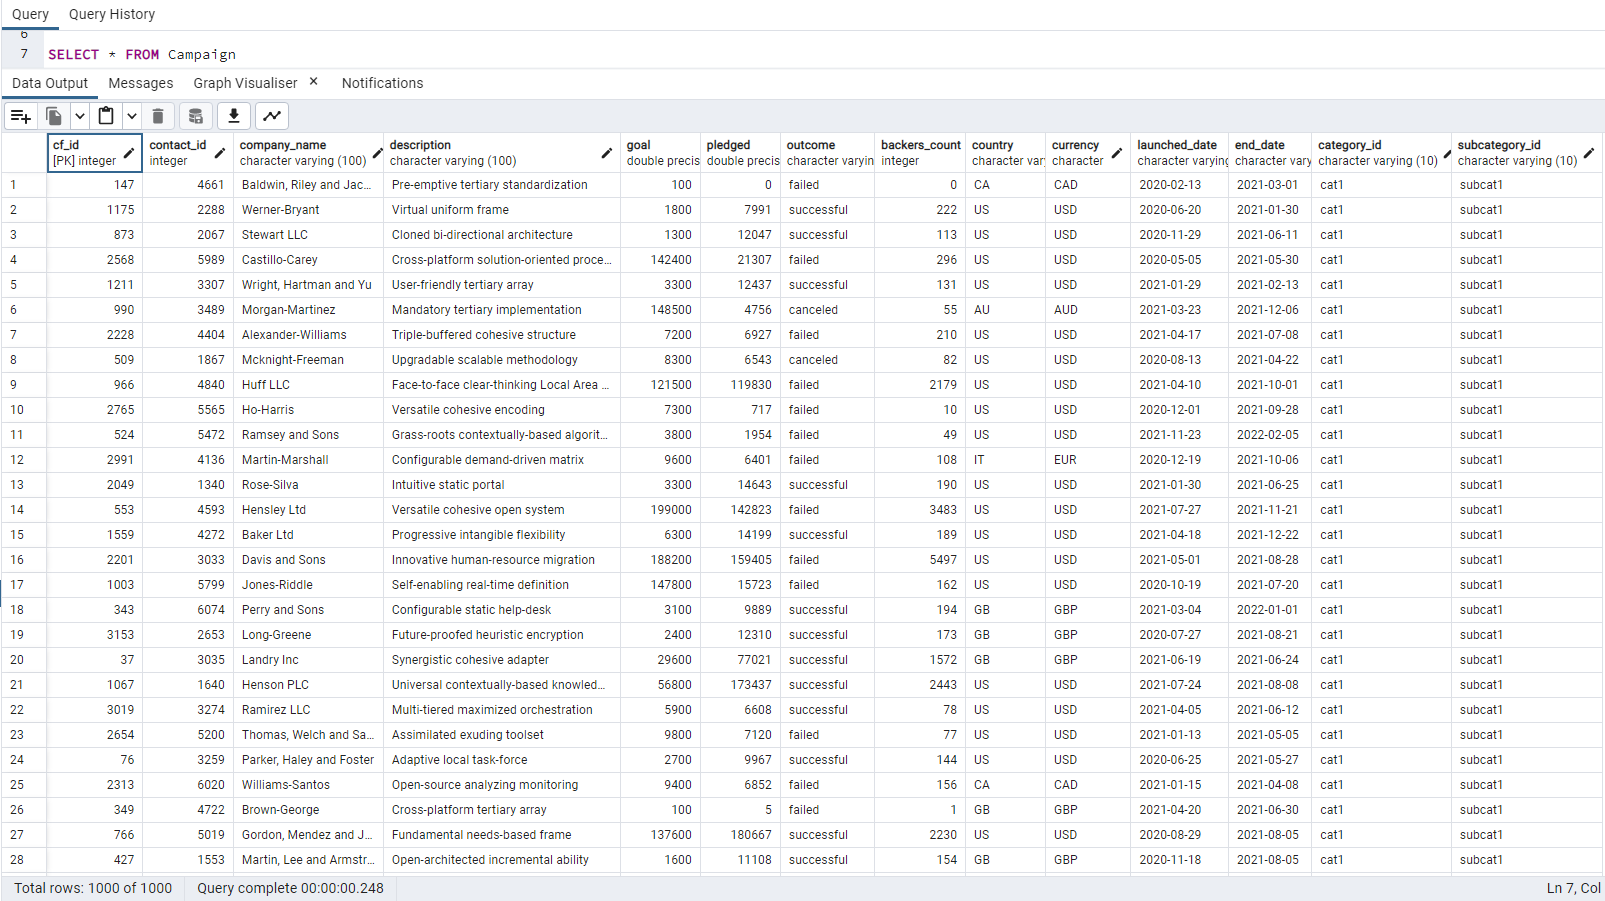 Query Query History
6
7 SELECT * FROM Campaign
Data Output Messages Graph Visualiser × Notifications
cf_id contact_id company_name description goal pledged outcome backers_count country currency launched_date end_date category_id subcategory_id
[PK] integer integer character varying (100) character varying (100) double precis double precis character varyin integer character var character character varying character vary character varying (10) character varying (10)
1 147 4661 Baldwin, Riley and Jac... Pre-emptive tertiary standardization 100 0 failed 0 CA CAD 2020-02-13 2021-03-01 cat1 subcat1
2 1175 2288 Werner-Bryant Virtual uniform frame 1800 7991 successful 222 US USD 2020-06-20 2021-01-30 cat1 subcat1
3 873 2067 Stewart LLC Cloned bi-directional architecture 1300 12047 successful 113 US USD 2020-11-29 2021-06-11 cat1 subcat1
4 2568 5989 Castillo-Carey Cross-platform solution-oriented proce... 142400 21307 failed 296 US USD 2020-05-05 2021-05-30 cat1 subcat1
5 1211 3307 Wright, Hartman and Yu User-friendly tertiary array 3300 12437 successful 131 US USD 2021-01-29 2021-02-13 cat1 subcat1
6 990 3489 Morgan-Martinez Mandatory tertiary implementation 148500 4756 canceled 55 AU AUD 2021-03-23 2021-12-06 cat1 subcat1
7 2228 4404 Alexander-Williams Triple-buffered cohesive structure 7200 6927 failed 210 US USD 2021-04-17 2021-07-08 cat1 subcat1
8 509 1867 Mcknight-Freeman Upgradable scalable methodology 8300 6543 canceled 82 US USD 2020-08-13 2021-04-22 cat1 subcat1
9 966 4840 Huff LLC Face-to-face clear-thinking Local Area ... 121500 119830 failed 2179 US USD 2021-04-10 2021-10-01 cat1 subcat1
10 2765 5565 Ho-Harris Versatile cohesive encoding 7300 717 failed 10 US USD 2020-12-01 2021-09-28 cat1 subcat1
11 524 5472 Ramsey and Sons Grass-roots contextually-based algorit... 3800 1954 failed 49 US USD 2021-11-23 2022-02-05 cat1 subcat1
12 2991 4136 Martin-Marshall Configurable demand-driven matrix 9600 6401 failed 108 IT EUR 2020-12-19 2021-10-06 cat1 subcat1
13 2049 1340 Rose-Silva Intuitive static portal 3300 14643 successful 190 US USD 2021-01-30 2021-06-25 cat1 subcat1
14 553 4593 Hensley Ltd Versatile cohesive open system 199000 142823 failed 3483 US USD 2021-07-27 2021-11-21 cat1 subcat1
15 1559 4272 Baker Ltd Progressive intangible flexibility 6300 14199 successful 189 US USD 2021-04-18 2021-12-22 cat1 subcat1
16 2201 3033 Davis and Sons Innovative human-resource migration 188200 159405 failed 5497 US USD 2021-05-01 2021-08-28 cat1 subcat1
17 1003 5799 Jones-Riddle Self-enabling real-time definition 147800 15723 failed 162 US USD 2020-10-19 2021-07-20 cat1 subcat1
18 343 6074 Perry and Sons Configurable static help-desk 3100 9889 successful 194 GB GBP 2021-03-04 2022-01-01 cat1 subcat1
19 3153 2653 Long-Greene Future-proofed heuristic encryption 2400 12310 successful 173 GB GBP 2020-07-27 2021-08-21 cat1 subcat1
20 37 3035 Landry Inc Synergistic cohesive adapter 29600 77021 successful 1572 GB GBP 2021-06-19 2021-06-24 cat1 subcat1
21 1067 1640 Henson PLC Universal contextually-based knowled... 56800 173437 successful 2443 US USD 2021-07-24 2021-08-08 cat1 subcat1
22 3019 3274 Ramirez LLC Multi-tiered maximized orchestration 5900 6608 successful 78 US USD 2021-04-05 2021-06-12 cat1 subcat1
23 2654 5200 Thomas, Welch and Sa... Assimilated exuding toolset 9800 7120 failed 77 US USD 2021-01-13 2021-05-05 cat1 subcat1
24 76 3259 Parker, Haley and Foster Adaptive local task-force 2700 9967 successful 144 US USD 2020-06-25 2021-05-27 cat1 subcat1
25 2313 6020 Williams-Santos Open-source analyzing monitoring 9400 6852 failed 156 CA CAD 2021-01-15 2021-04-08 cat1 subcat1
26 349 4722 Brown-George Cross-platform tertiary array 100 5 failed 1 GB GBP 2021-04-20 2021-06-30 cat1 subcat1
27 766 5019 Gordon, Mendez and J... Fundamental needs-based frame 137600 180667 successful 2230 US USD 2020-08-29 2021-08-05 cat1 subcat1
28 427 1553 Martin, Lee and Armstr... Open-architected incremental ability 1600 11108 successful 154 GB GBP 2020-11-18 2021-08-05 cat1 subcat1
Total rows: 1000 of 1000 Query complete 00:00:00.248 Ln 7, Col